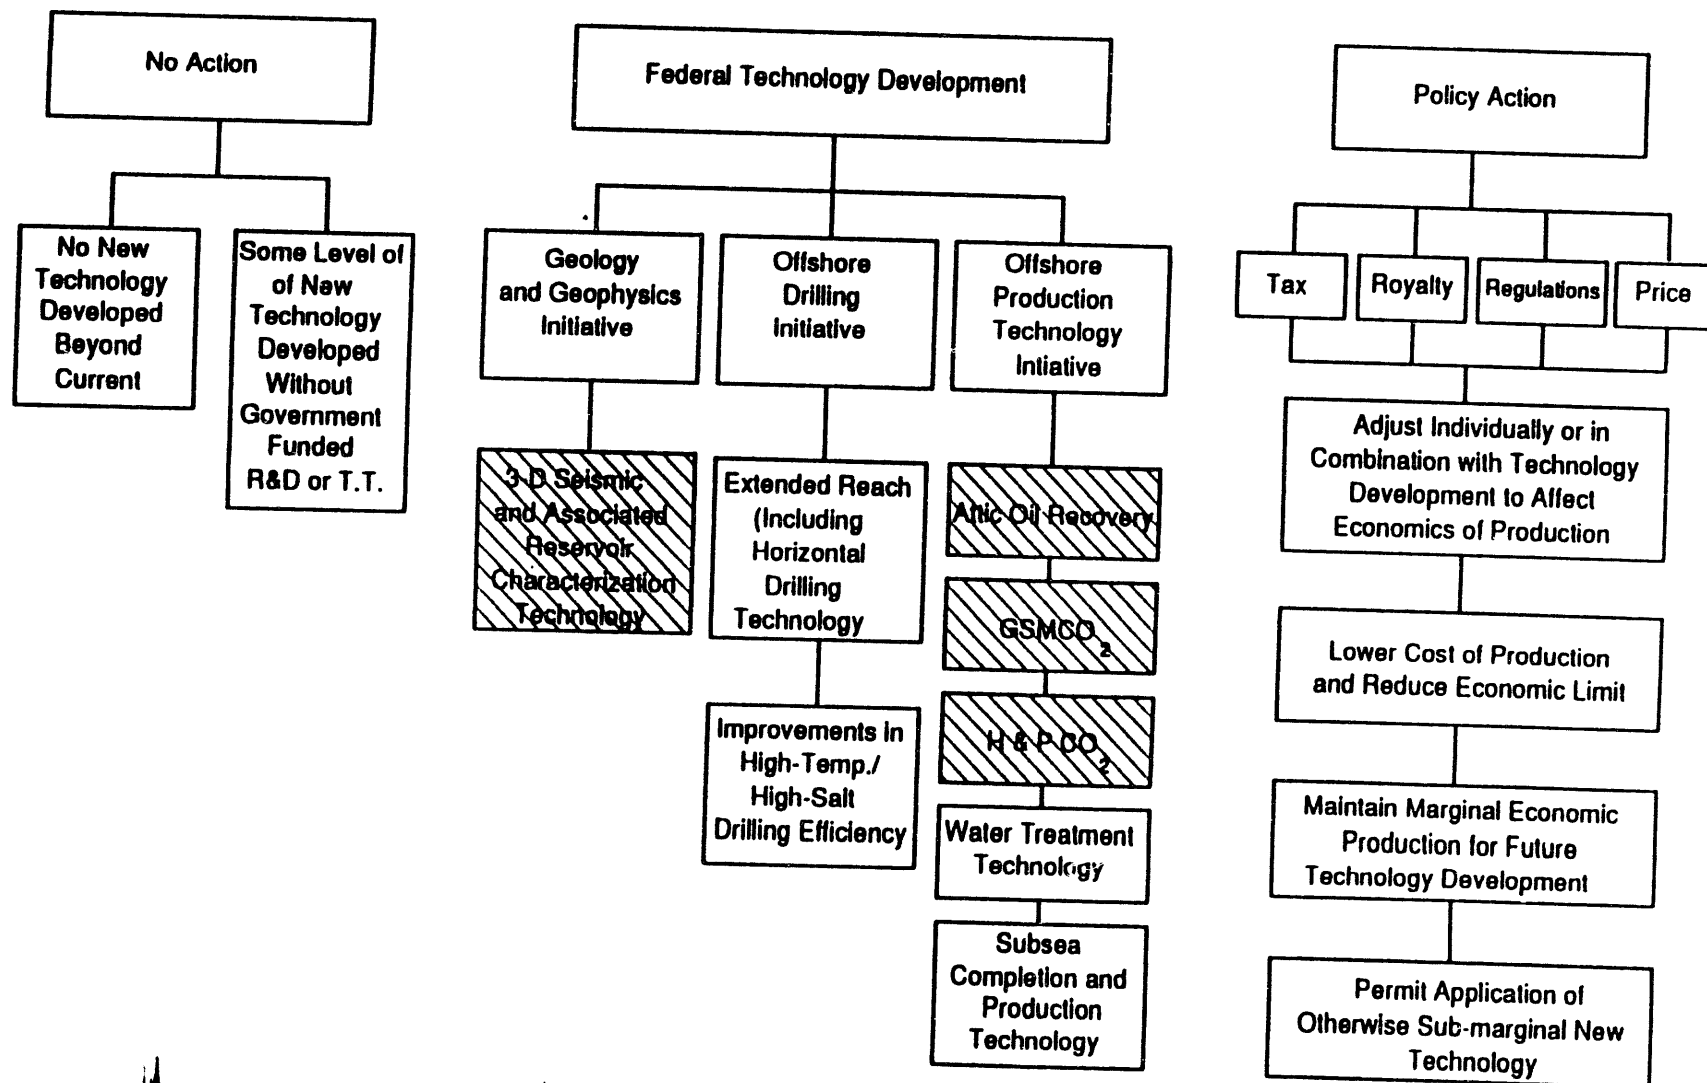 No Action
No New
Technology
Developed
Beyond
Current
Some Level of
of New
Technology
Developed
Without
Government
Funded
R&D or T.T.
Federal Technology Development
Geology
and Geophysics
Initiative
3-D Seismic
and Associated
Reservoir
Characterization
Technology
Offshore
Drilling
Initiative
Extended Reach
(Including
Horizontal
Drilling
Technology
Improvements in
High-Temp./
High-Salt
Drilling Efficiency
Offshore
Production
Technology
Intiative
Attic Oil Recovery
GSMCO2
H & P CO2
Water Treatment
Technology
Subsea
Completion and
Production
Technology
Policy Action
Tax
Royalty
Regulations
Price
Adjust Individually or in
Combination with Technology
Development to Affect
Economics of Production
Lower Cost of Production
and Reduce Economic Limit
Maintain Marginal Economic
Production for Future
Technology Development
Permit Application of
Otherwise Sub-marginal New
Technology